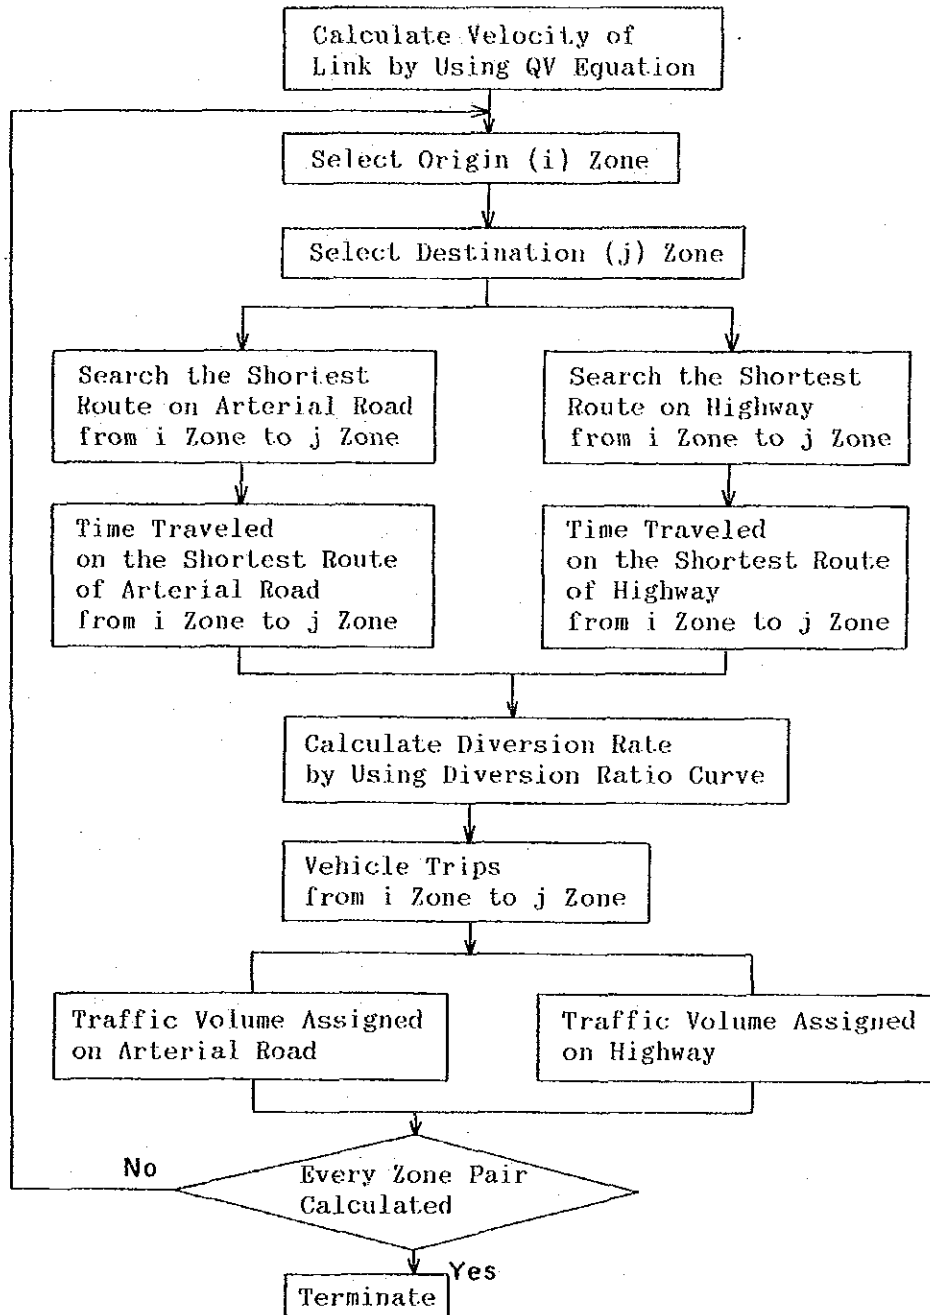 Calculate Velocity of
Link by Using QV Equation
Select Origin (i) Zone
Select Destination (j) Zone
Search the Shortest
Route on Arterial Road
from i Zone to j Zone
Search the Shortest
Route on Highway
from i Zone to j Zone
Time Traveled
on the Shortest Route
of Arterial Road
from i Zone to j Zone
Time Traveled
on the Shortest Route
of Highway
from i Zone to j Zone
Calculate Diversion Rate
by Using Diversion Ratio Curve
Vehicle Trips
from i Zone to j Zone
Traffic Volume Assigned
on Arterial Road
Traffic Volume Assigned
on Highway
No
Every Zone Pair
Calculated
Yes
Terminate